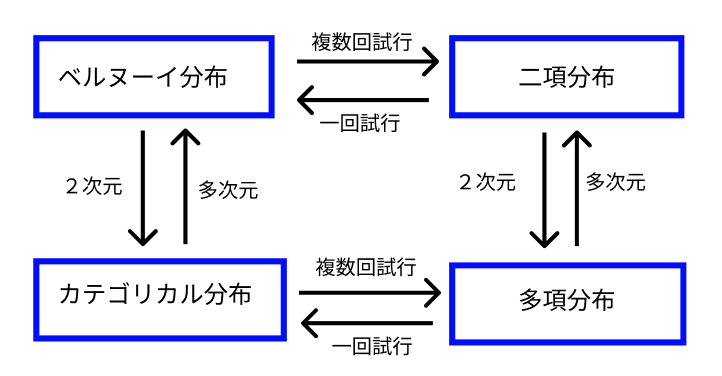 複数回試行
ベルヌーイ分布
二項分布
一回試行
２次元
多次元
２次元
多次元
複数回試行
カテゴリカル分布
多項分布
一回試行